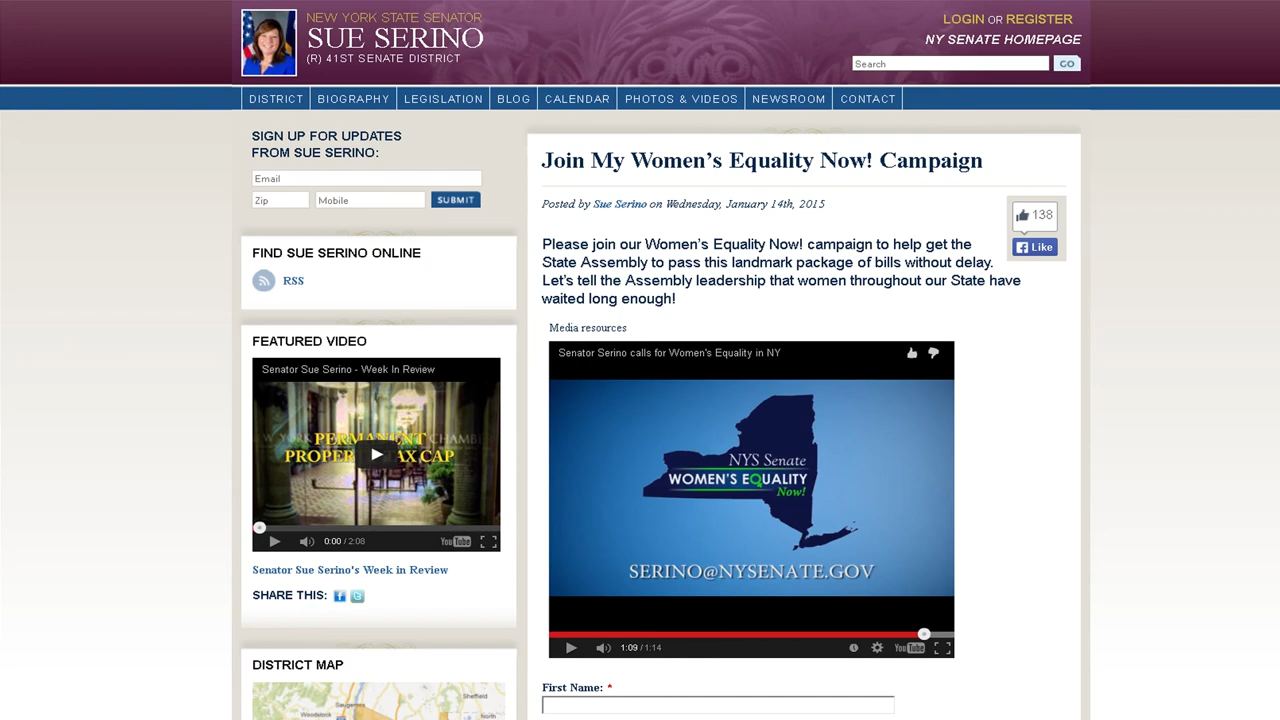 NEW YORK STATE SENATOR
SUE SERINO
(R) 41ST SENATE DISTRICT
LOGIN OR REGISTER
NY SENATE HOMEPAGE
Search
GO
DISTRICT
BIOGRAPHY
LEGISLATION
BLOG
CALENDAR
PHOTOS & VIDEOS
NEWSROOM
CONTACT
SIGN UP FOR UPDATES
FROM SUE SERINO:
Email
Zip
Mobile
SUBMIT
FIND SUE SERINO ONLINE
RSS
FEATURED VIDEO
Senator Sue Serino - Week In Review
PERMANENT
0:00 / 2:08
YouTube
Senator Sue Serino's Week in Review
SHARE THIS:
DISTRICT MAP
Saugerties
Sheffield
Woodstock
North
Join My Women's Equality Now! Campaign
Posted by Sue Serino on Wednesday, January 14th, 2015
138
Like
Please join our Women's Equality Now! campaign to help get the
State Assembly to pass this landmark package of bills without delay.
Let's tell the Assembly leadership that women throughout our State have
waited long enough!
Media resources
Senator Serino calls for Women's Equality in NY
NYS Senate
WOMEN'S EQUALITY
Now!
SERINO@NYSENATE.GOV
1:09 / 1:14
YouTube
First Name: *